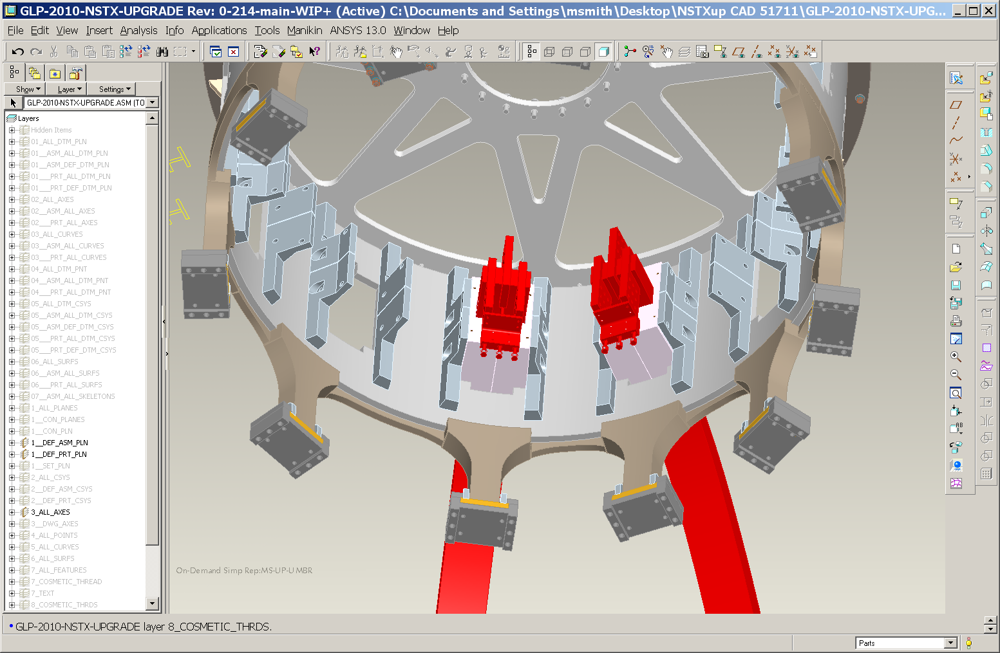 GLP-2010-NSTX-UPGRADE Rev: 0-214-main-WIP+ (Active) C:\Documents and Settings\msmith\Desktop\NSTXup CAD 51711\GLP-2010-NSTX-UPG...
File Edit View Insert Analysis Info Applications Tools Manikin ANSYS 13.0 Window Help
Show Layer Settings
GLP-2010-NSTX-UPGRADE.ASM (TO
Layers
Hidden Items
01_ALL_DTM_PLN
01__ASM_ALL_DTM_PLN
01__ASM_DEF_DTM_PLN
01___PRT_ALL_DTM_PLN
01___PRT_DEF_DTM_PLN
02_ALL_AXES
02__ASM_ALL_AXES
02___PRT_ALL_AXES
03_ALL_CURVES
03__ASM_ALL_CURVES
03___PRT_ALL_CURVES
04_ALL_DTM_PNT
04__ASM_ALL_DTM_PNT
04___PRT_ALL_DTM_PNT
05_ALL_DTM_CSYS
05__ASM_ALL_DTM_CSYS
05__ASM_DEF_DTM_CSYS
05___PRT_ALL_DTM_CSYS
05___PRT_DEF_DTM_CSYS
06_ALL_SURFS
06__ASM_ALL_SURFS
06___PRT_ALL_SURFS
07__ASM_ALL_SKELETONS
1_ALL_PLANES
1__CON_PLANES
1__CON_PLN
1__DEF_ASM_PLN
1__DEF_PRT_PLN
1__SET_PLN
2_ALL_CSYS
2__DEF_ASM_CSYS
2__DEF_PRT_CSYS
3_ALL_AXES
3__DWG_AXES
4_ALL_POINTS
5_ALL_CURVES
6_ALL_SURFS
7_ALL_FEATURES
7_COSMETIC_THREAD
7_TEXT
8_COSMETIC_THRDS
On-Demand Simp Rep:MS-UP-U MBR
AB
GLP-2010-NSTX-UPGRADE layer 8_COSMETIC_THRDS.
Parts